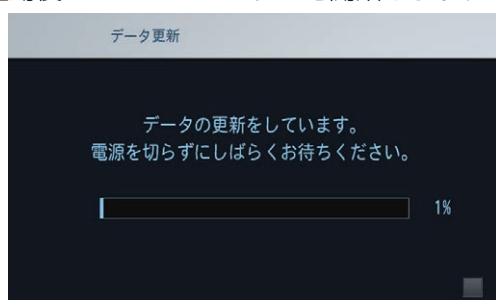 データ更新
データの更新をしています。
電源を切らずにしばらくお待ちください。
1%